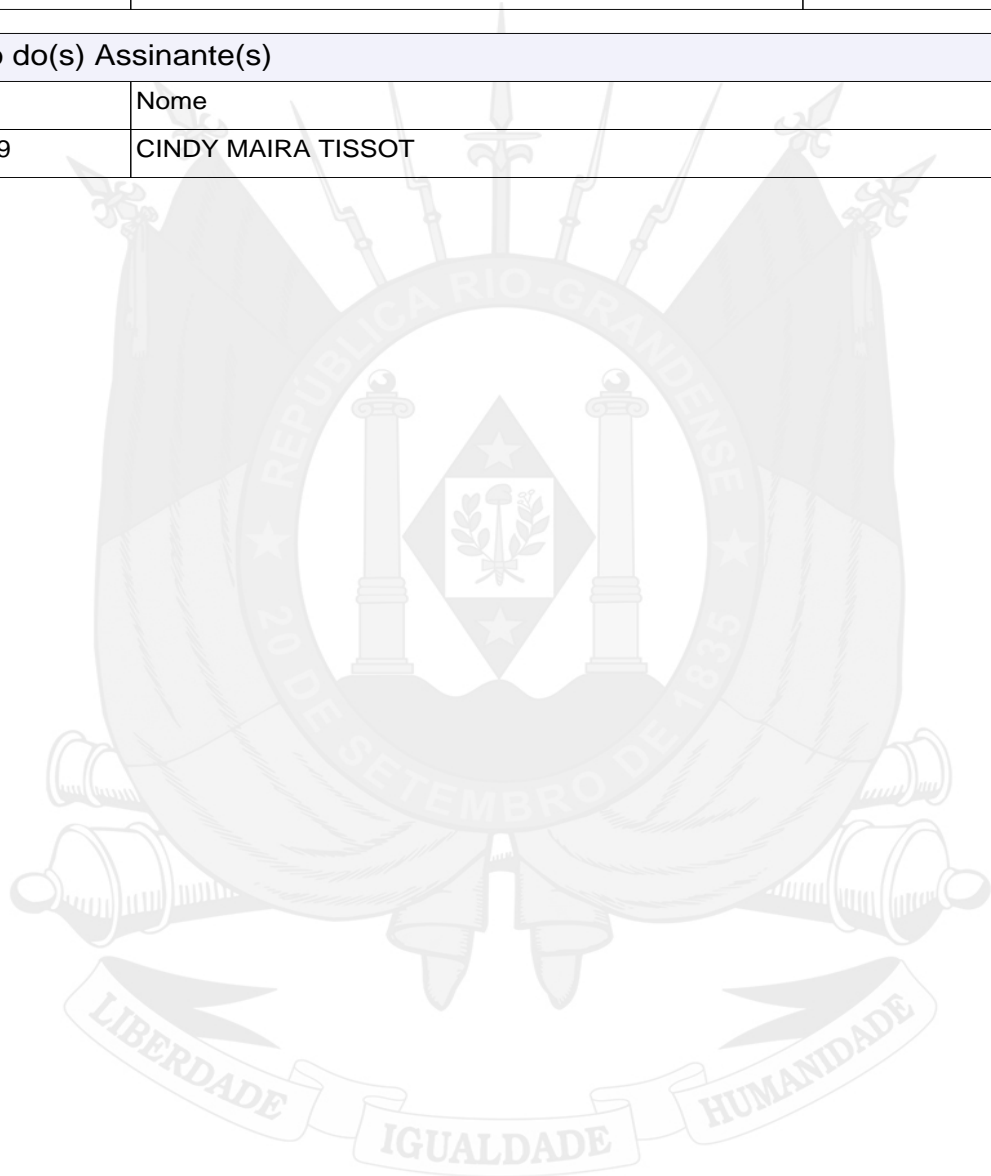 o do(s) Assinante(s)
Nome
9 CINDY MAIRA TISSOT
REPÚBLICA RIO-GRANDENSE
★ 20 DE SETEMBRO DE 1835 ★
LIBERDADE IGUALDADE HUMANIDADE